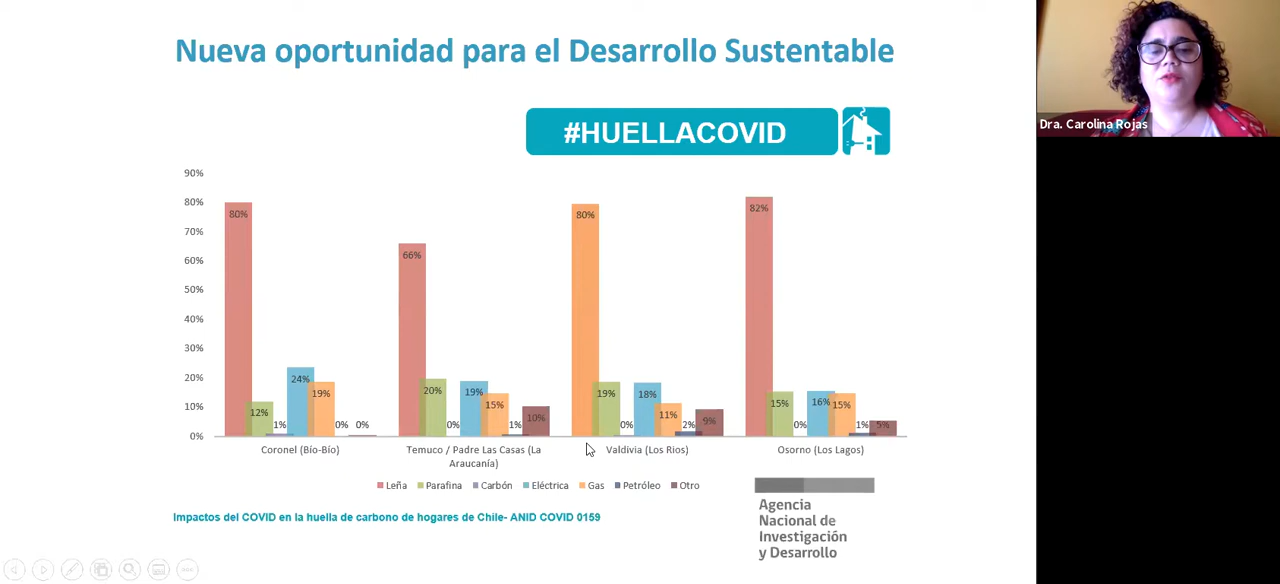 Nueva oportunidad para el Desarrollo Sustentable
#HUELLACOVID
Dra. Carolina Rojas
90%
80%
70%
60%
50%
40%
30%
20%
10%
0%
80%
12%
1%
24%
19%
0%
0%
66%
20%
0%
19%
15%
1%
10%
80%
19%
0%
18%
11%
2%
9%
82%
15%
0%
16%
15%
1%
5%
Coronel (Bío-Bío)
Temuco / Padre Las Casas (La
Araucanía)
Valdivia (Los Rios)
Osorno (Los Lagos)
Leña Parafina Carbón Eléctrica Gas Petróleo Otro
Impactos del COVID en la huella de carbono de hogares de Chile- ANID COVID 0159
Agencia
Nacional de
Investigación
y Desarrollo